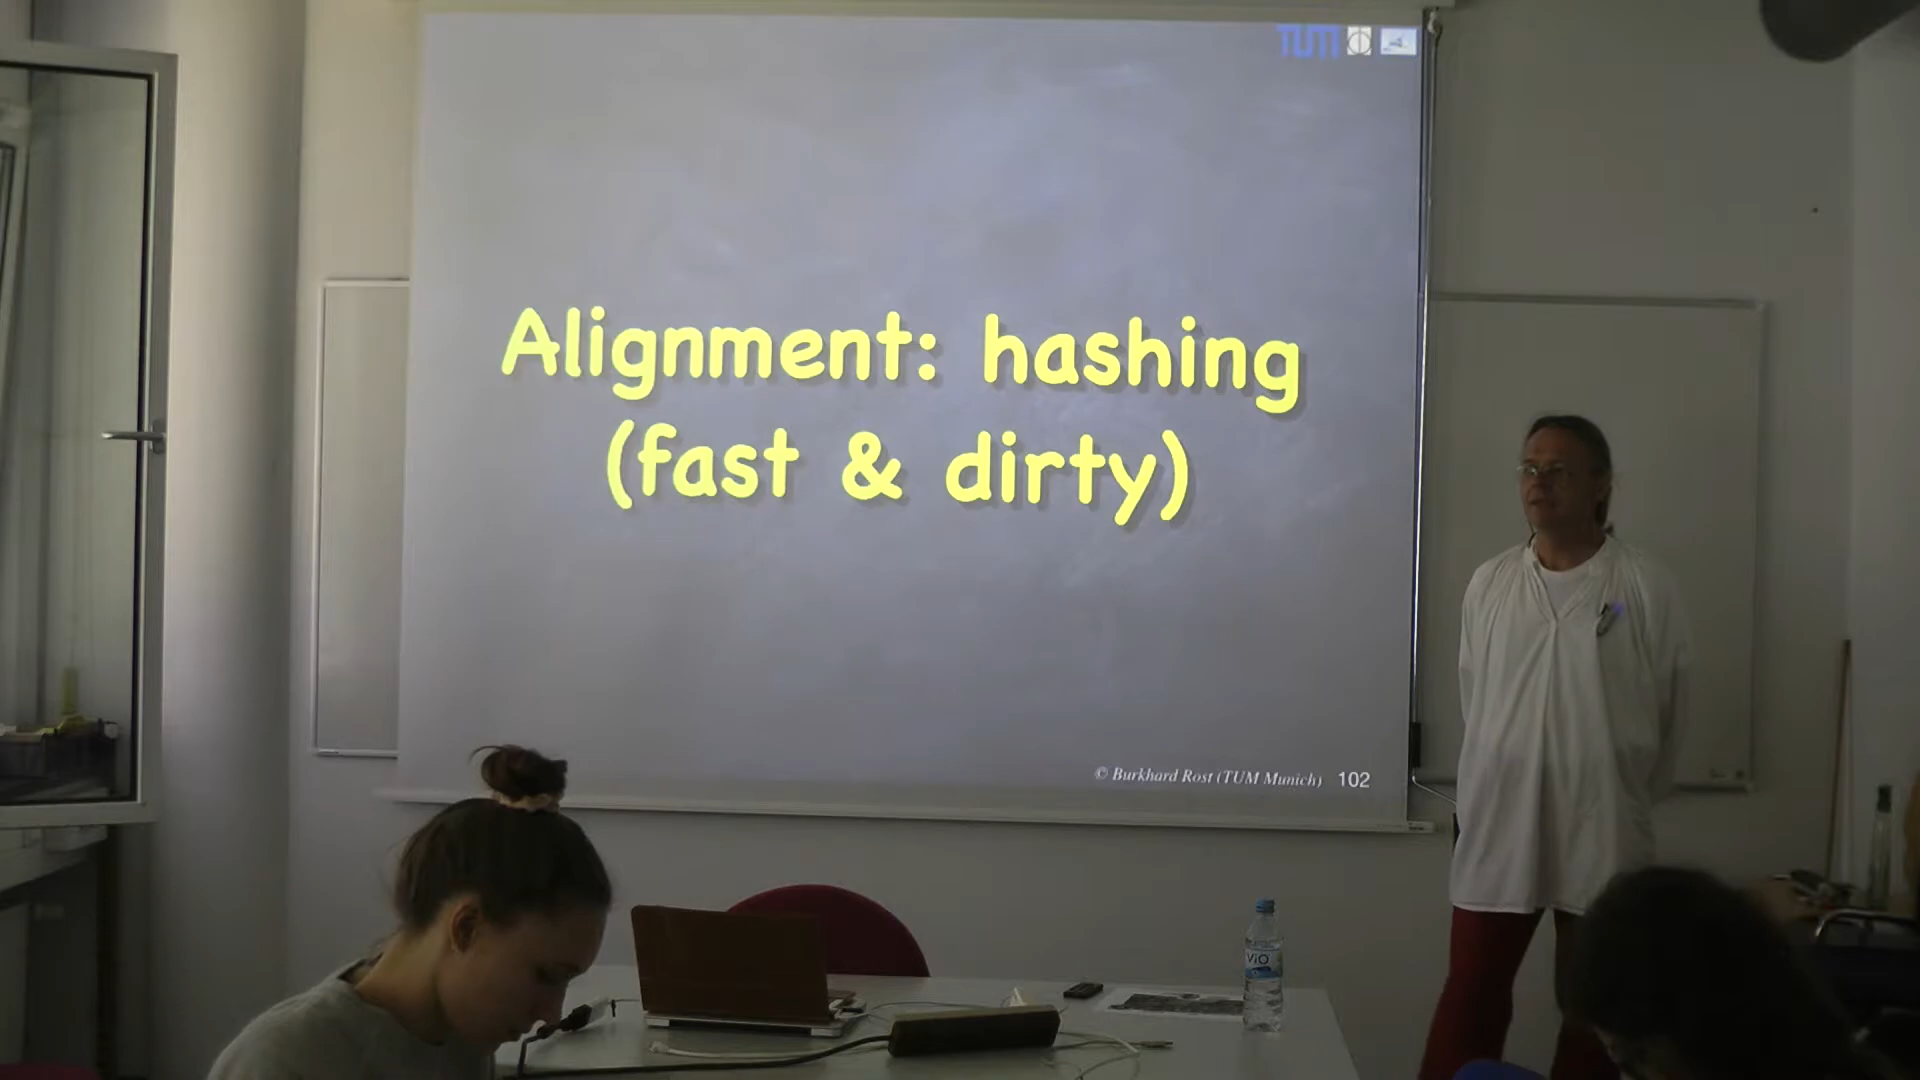 TUM
Alignment: hashing
(fast & dirty)
© Burkhard Rost (TUM Munich) 102
ViO